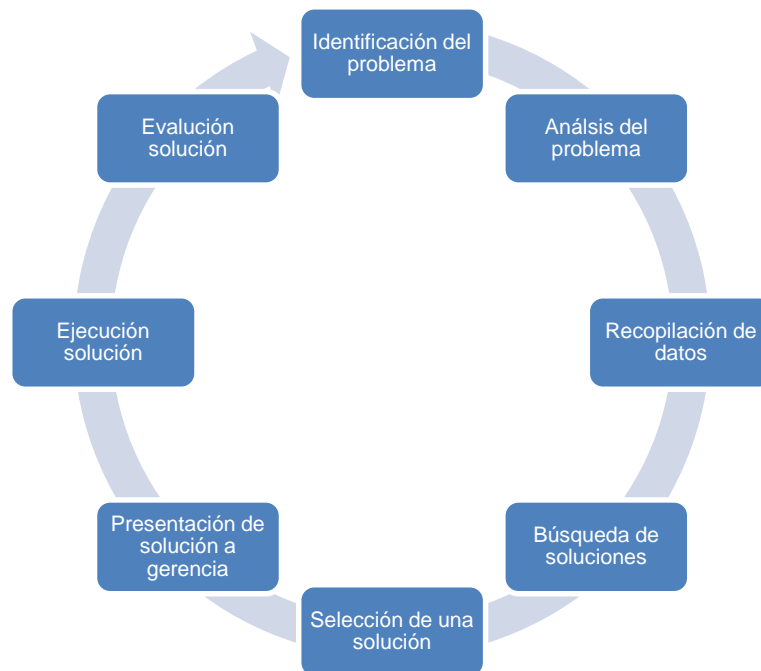 Identificación del
problema
Análsis del
problema
Recopilación de
datos
Búsqueda de
soluciones
Selección de una
solución
Presentación de
solución a
gerencia
Ejecución
solución
Evalución
solución